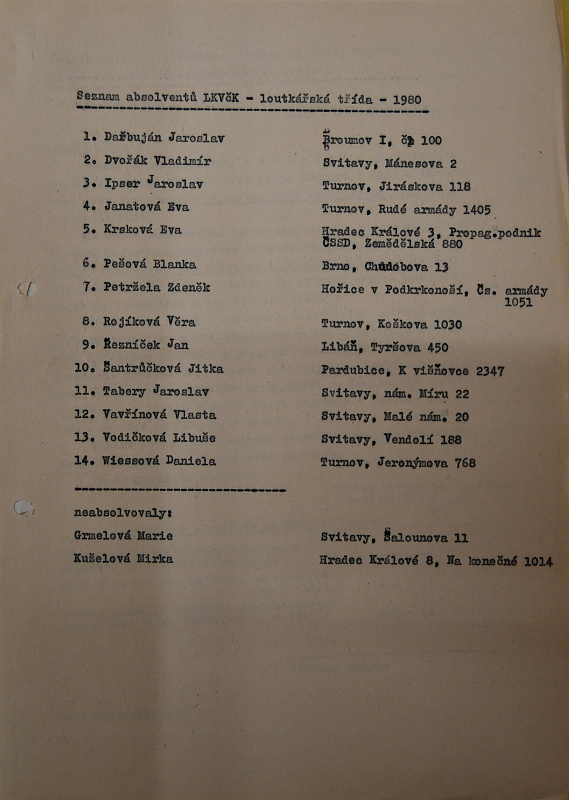 Seznam absolventů LKVČK - loutkářská třída - 1980
1. Dařbuján Jaroslav Broumov I, čp 100
2. Dvořák Vladimír Svitavy, Mánesova 2
3. Ipser Jaroslav Turnov, Jiráskova 118
4. Janatová Eva Turnov, Rudé armády 1405
5. Krsková Eva Hradec Králové 3, Propag.podnik
ČSSD, Zemědělská 880
6. Pešová Blanka Brno, Chudobova 13
7. Petržela Zdeněk Hořice v Podkrkonoší, Čs. armády
1051
8. Rojíková Věra Turnov, Koškova 1030
9. Řezníček Jan Libáň, Tyršova 450
10. Šantrůčková Jitka Pardubice, K višňovce 2347
11. Tabery Jaroslav Svitavy, nám. Míru 22
12. Vavřínová Vlasta Svitavy, Malé nám. 20
13. Vodičková Libuše Svitavy, Vendolí 188
14. Wiessová Daniela Turnov, Jeronýmova 768
neabsolvovaly:
Grmelová Marie Svitavy, Šalounova 11
Kuželová Mirka Hradec Králové 8, Na konečné 1014